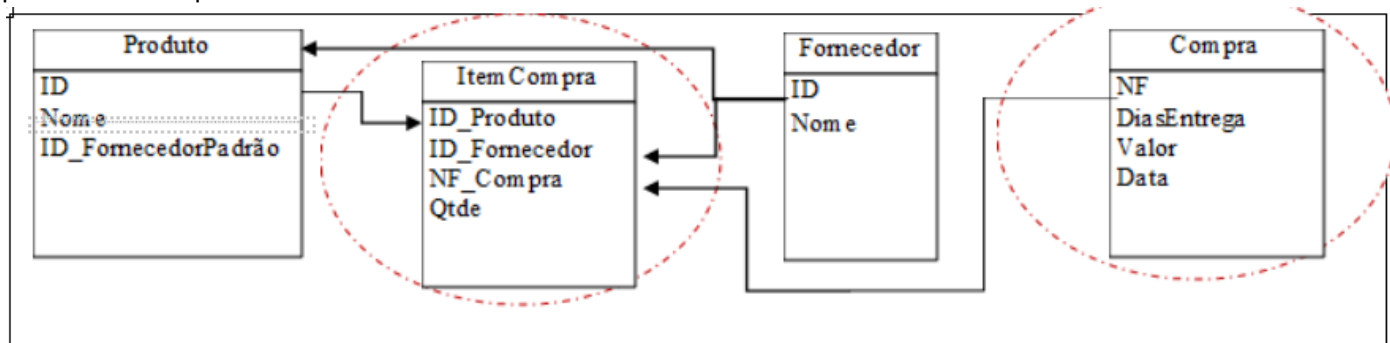 Produto
ID
Nome
ID_FornecedorPadrão
ItemCompra
ID_Produto
ID_Fornecedor
NF_Compra
Qtde
Fornecedor
ID
Nome
Compra
NF
DiasEntrega
Valor
Data